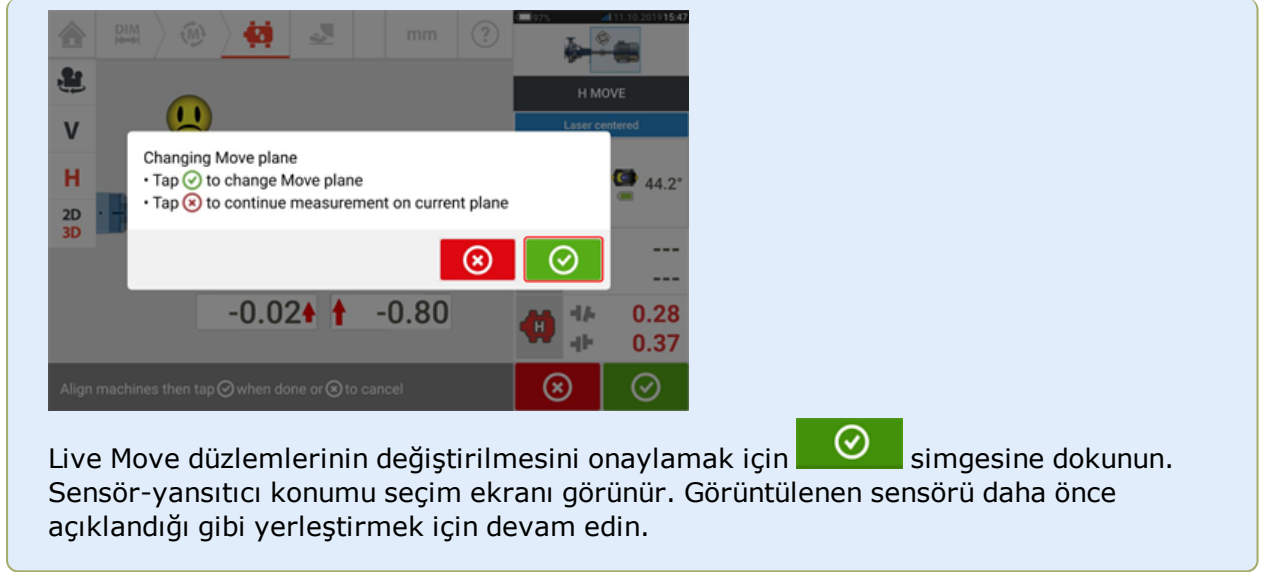 97% 11.10.2019 15:47
DIM
M
mm
?
H MOVE
Laser centered
V
H
2D
3D
44.2°
Changing Move plane
• Tap to change Move plane
• Tap to continue measurement on current plane
---
---
-0.02 -0.80
H
0.28
0.37
Align machines then tap when done or to cancel
Live Move düzlemlerinin değiştirilmesini onaylamak için simgesine dokunun.
Sensör-yansıtıcı konumu seçim ekranı görünür. Görüntülenen sensörü daha önce
açıklandığı gibi yerleştirmek için devam edin.